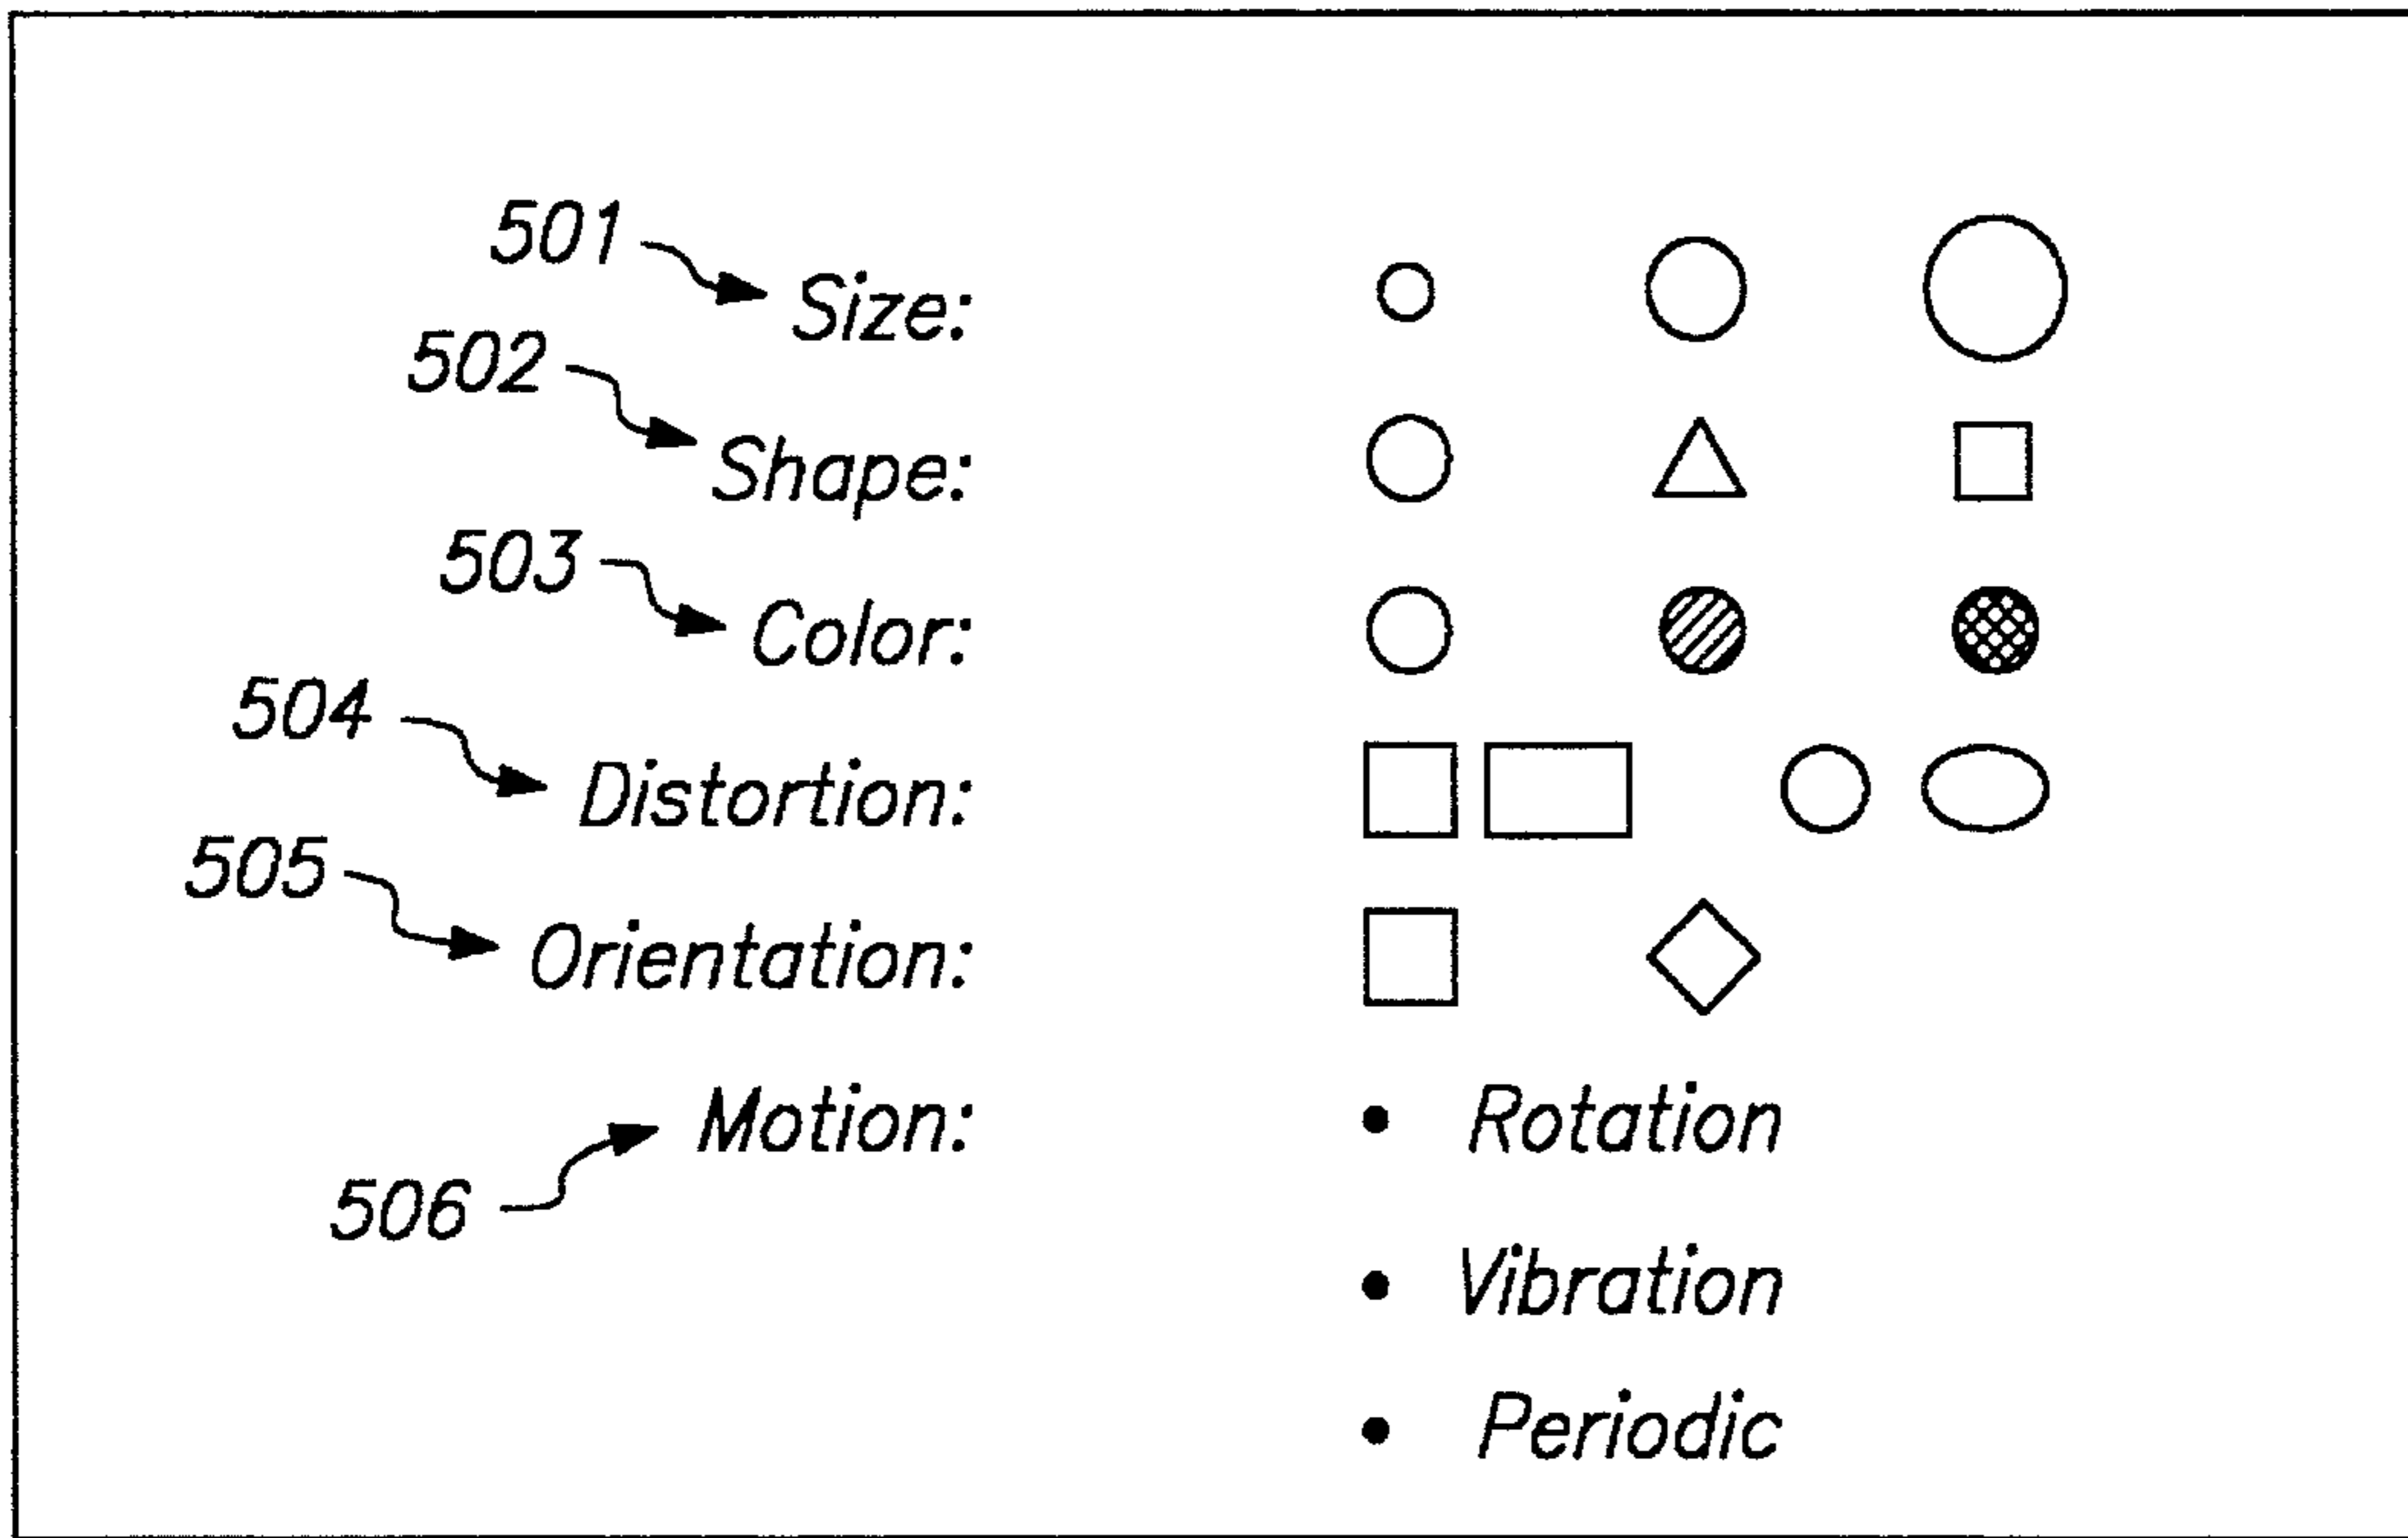 501
Size:
502
Shape:
503
Color:
504
Distortion:
505
Orientation:
Motion:
• Rotation
506
• Vibration
• Periodic